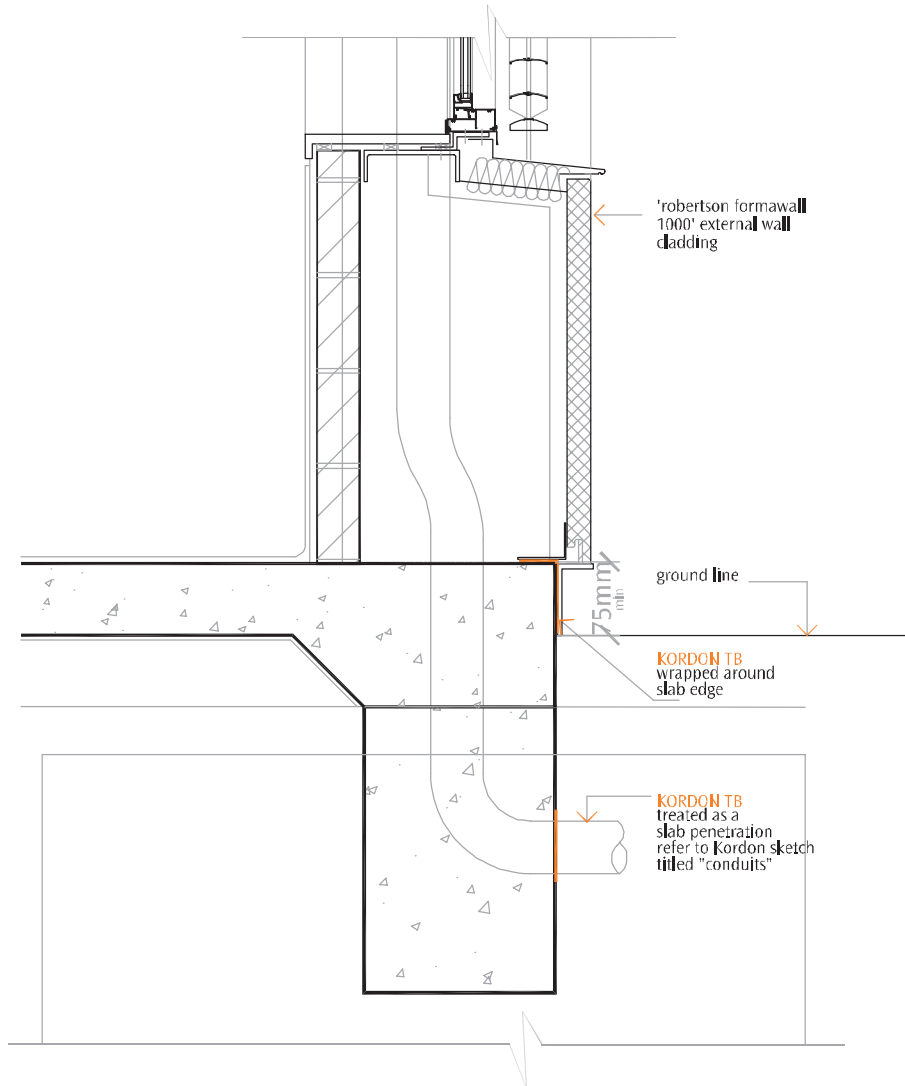 'robertson formawall
1000' external wall
cladding
75mm
min
ground line
KORDON TB
wrapped around
slab edge
KORDON TB
treated as a
slab penetration
refer to Kordon sketch
titled "conduits"